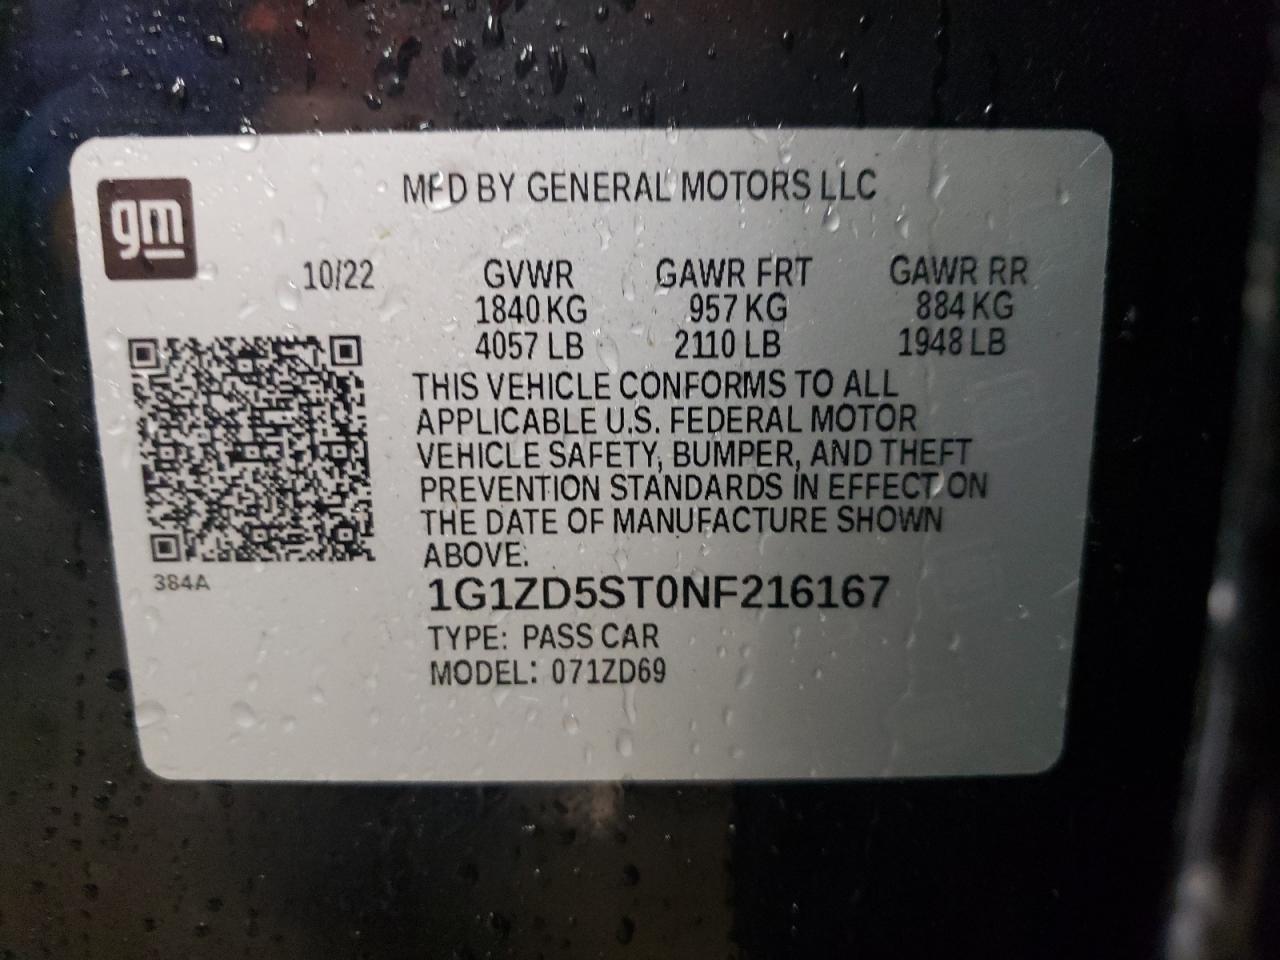 gm
MFD BY GENERAL MOTORS LLC
10/22 GVWR GAWR FRT GAWR RR
1840 KG 957 KG 884 KG
4057 LB 2110 LB 1948 LB
THIS VEHICLE CONFORMS TO ALL
APPLICABLE U.S. FEDERAL MOTOR
VEHICLE SAFETY, BUMPER, AND THEFT
PREVENTION STANDARDS IN EFFECT ON
THE DATE OF MANUFACTURE SHOWN
ABOVE.
384A
1G1ZD5ST0NF216167
TYPE: PASS CAR
MODEL: 071ZD69